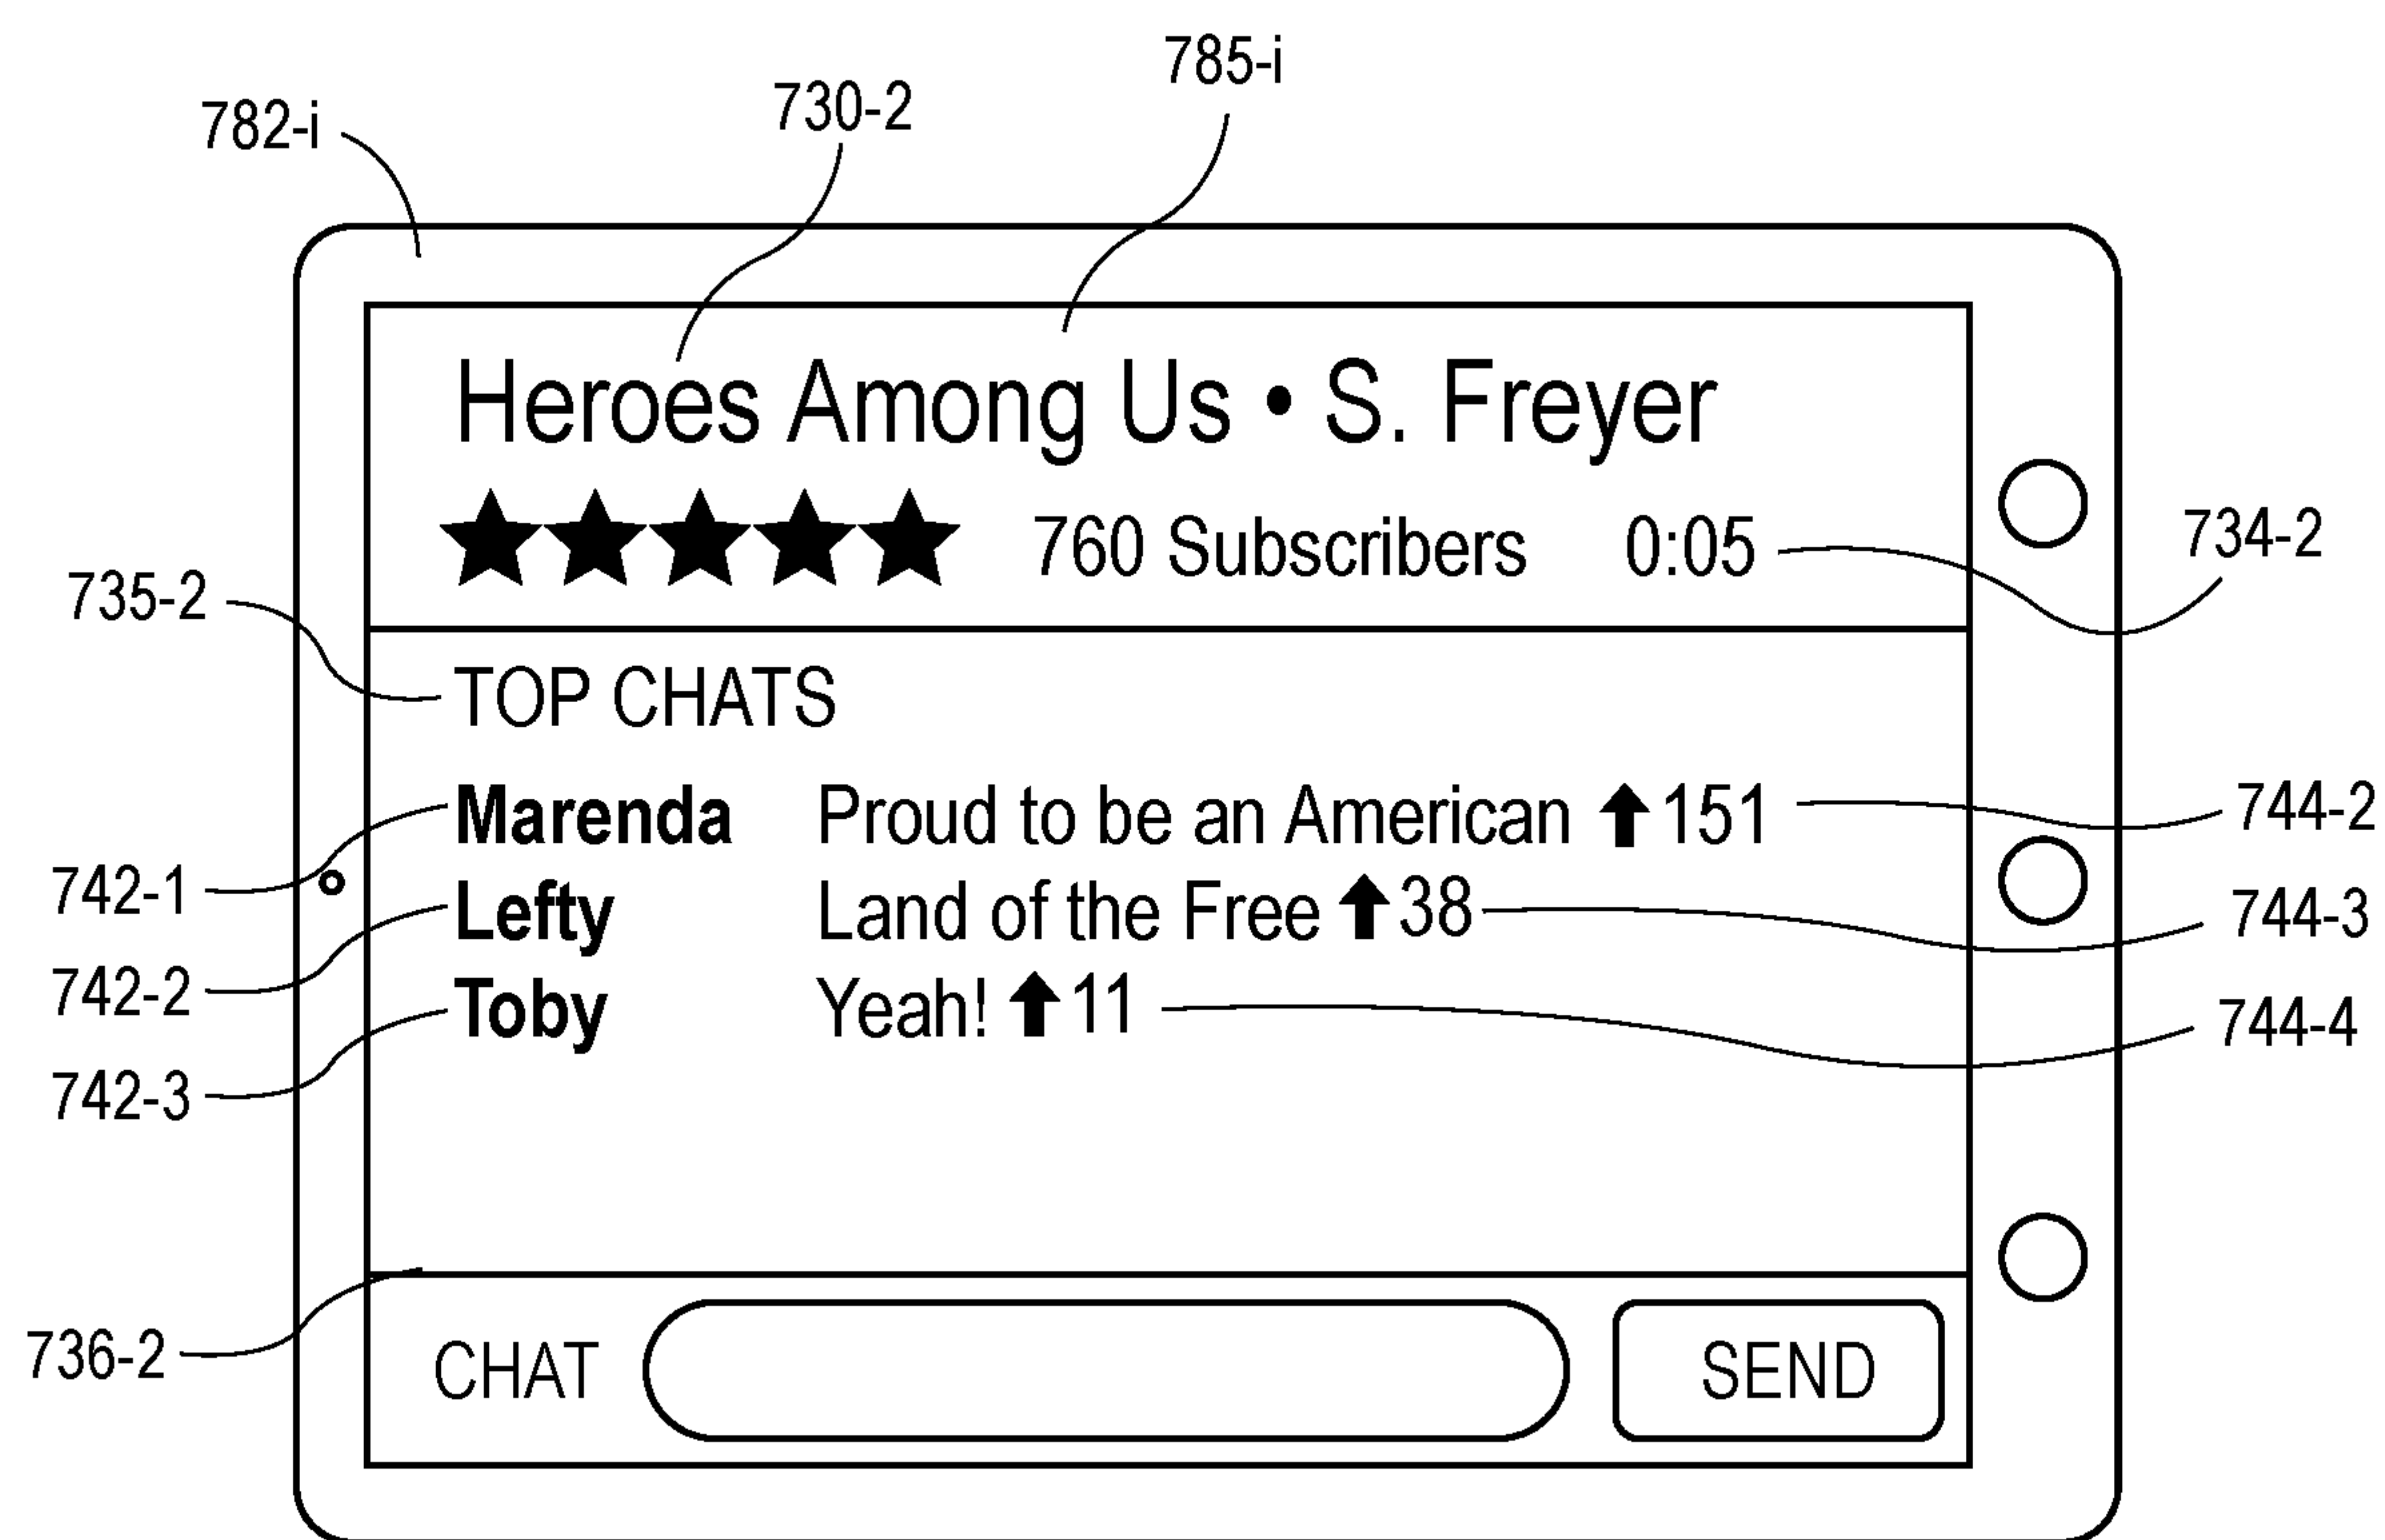 785-i
730-2
782-i
Heroes Among Us • S. Freyer
760 Subscribers 0:05
734-2
735-2
TOP CHATS
Marenda Proud to be an American 151
744-2
742-1
Lefty Land of the Free 38
744-3
742-2
Toby Yeah! 11
744-4
742-3
736-2
CHAT SEND